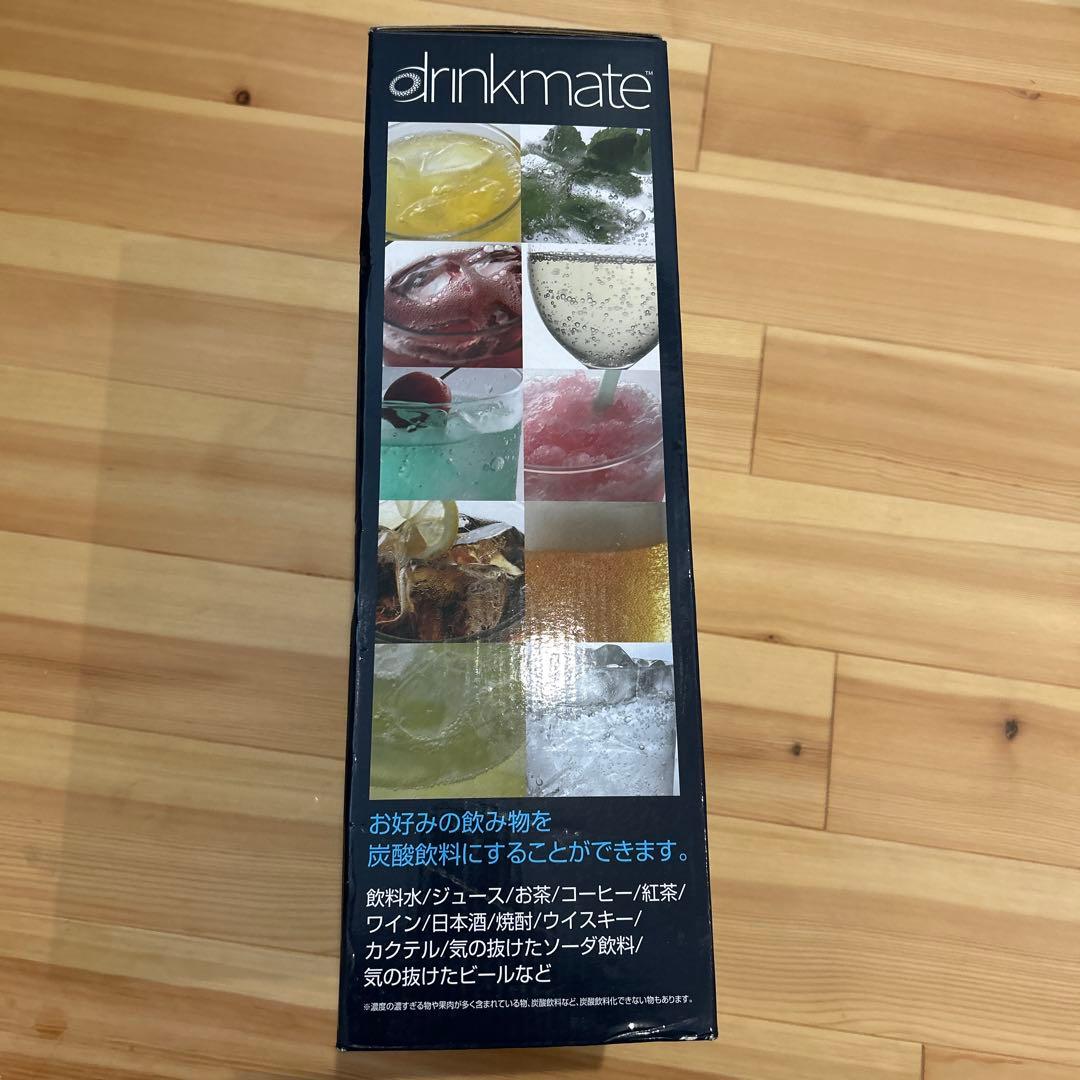 drinkmate™
お好みの飲み物を
炭酸飲料にすることができます。
飲料水/ジュース/お茶/コーヒー/紅茶/
ワイン/日本酒/焼酎/ウイスキー/
カクテル/気の抜けたソーダ飲料/
気の抜けたビールなど
※濃度の濃すぎる物や果肉が多く含まれている物、炭酸飲料など、炭酸飲料化できない物もあります。